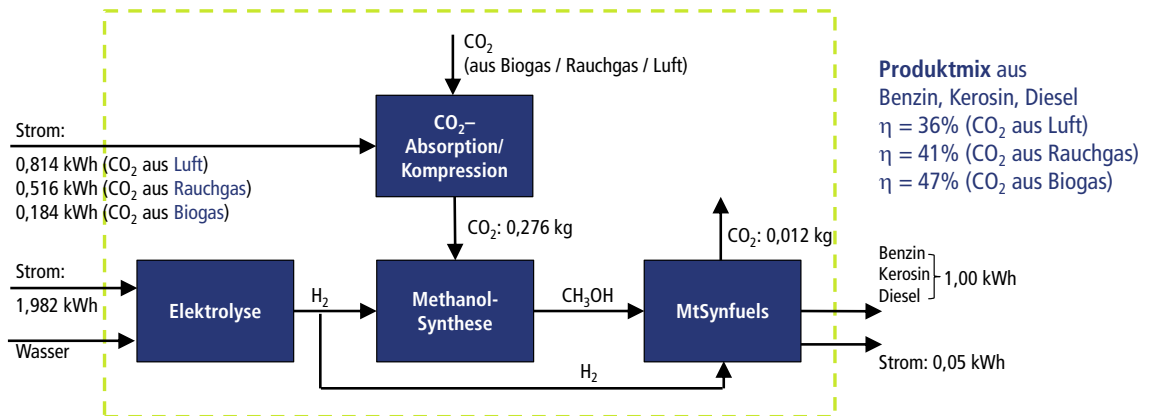 CO₂
(aus Biogas / Rauchgas / Luft)
Produktmix aus
Benzin, Kerosin, Diesel
η = 36% (CO₂ aus Luft)
η = 41% (CO₂ aus Rauchgas)
η = 47% (CO₂ aus Biogas)
CO₂–
Absorption/
Kompression
Strom:
0,814 kWh (CO₂ aus Luft)
0,516 kWh (CO₂ aus Rauchgas)
0,184 kWh (CO₂ aus Biogas)
CO₂: 0,276 kg
CO₂: 0,012 kg
Strom:
1,982 kWh
Wasser
Elektrolyse
H₂
Methanol-
Synthese
CH₃OH
MtSynfuels
Benzin
Kerosin
Diesel
1,00 kWh
Strom: 0,05 kWh
H₂